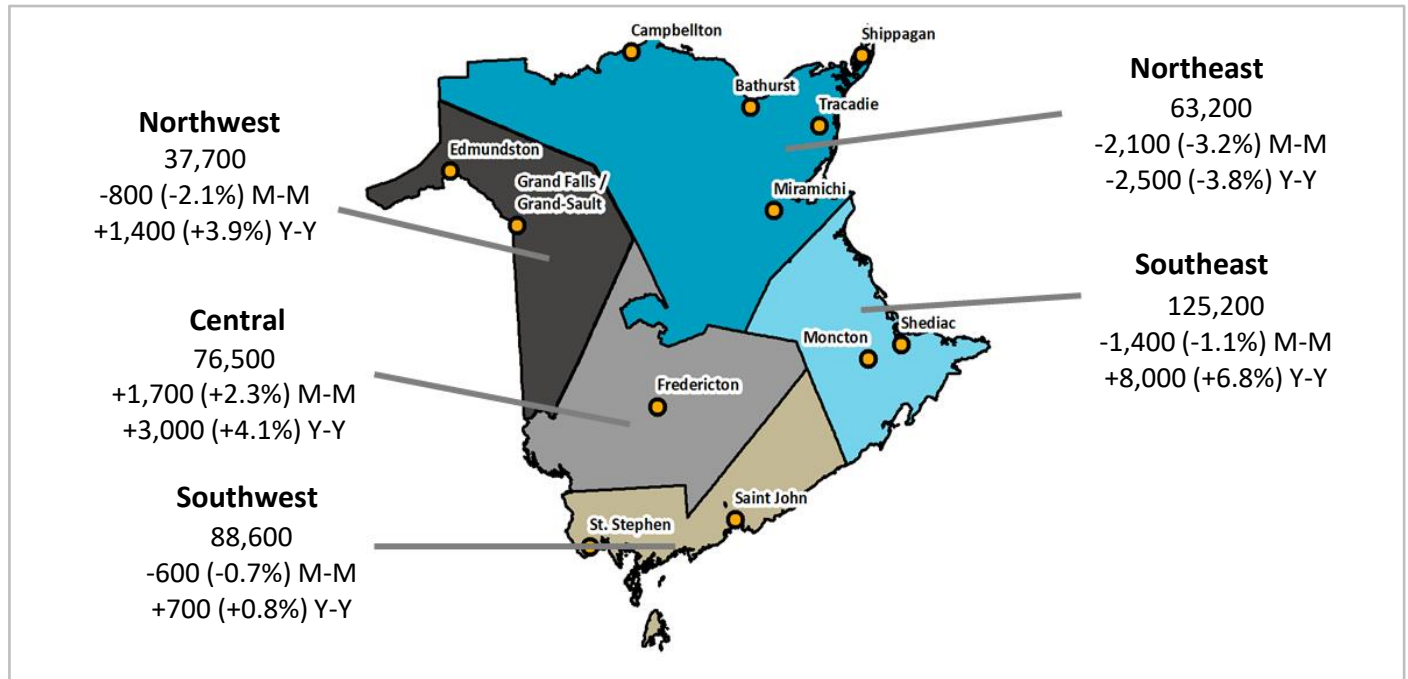 Northwest
37,700
-800 (-2.1%) M-M
+1,400 (+3.9%) Y-Y
Central
76,500
+1,700 (+2.3%) M-M
+3,000 (+4.1%) Y-Y
Southwest
88,600
-600 (-0.7%) M-M
+700 (+0.8%) Y-Y
Campbellton
Shippagan
Bathurst
Tracadie
Edmundston
Grand Falls /
Grand-Sault
Miramichi
Moncton
Shediac
Fredericton
Saint John
St. Stephen
Northeast
63,200
-2,100 (-3.2%) M-M
-2,500 (-3.8%) Y-Y
Southeast
125,200
-1,400 (-1.1%) M-M
+8,000 (+6.8%) Y-Y